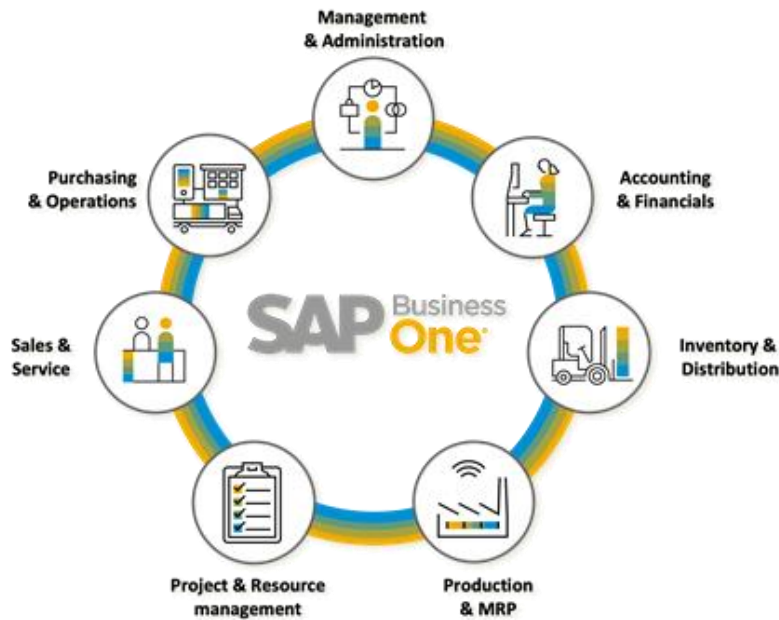 Management
& Administration
Purchasing
& Operations
Accounting
& Financials
SAP Business
One®
Sales &
Service
Inventory &
Distribution
Project & Resource
management
Production
& MRP